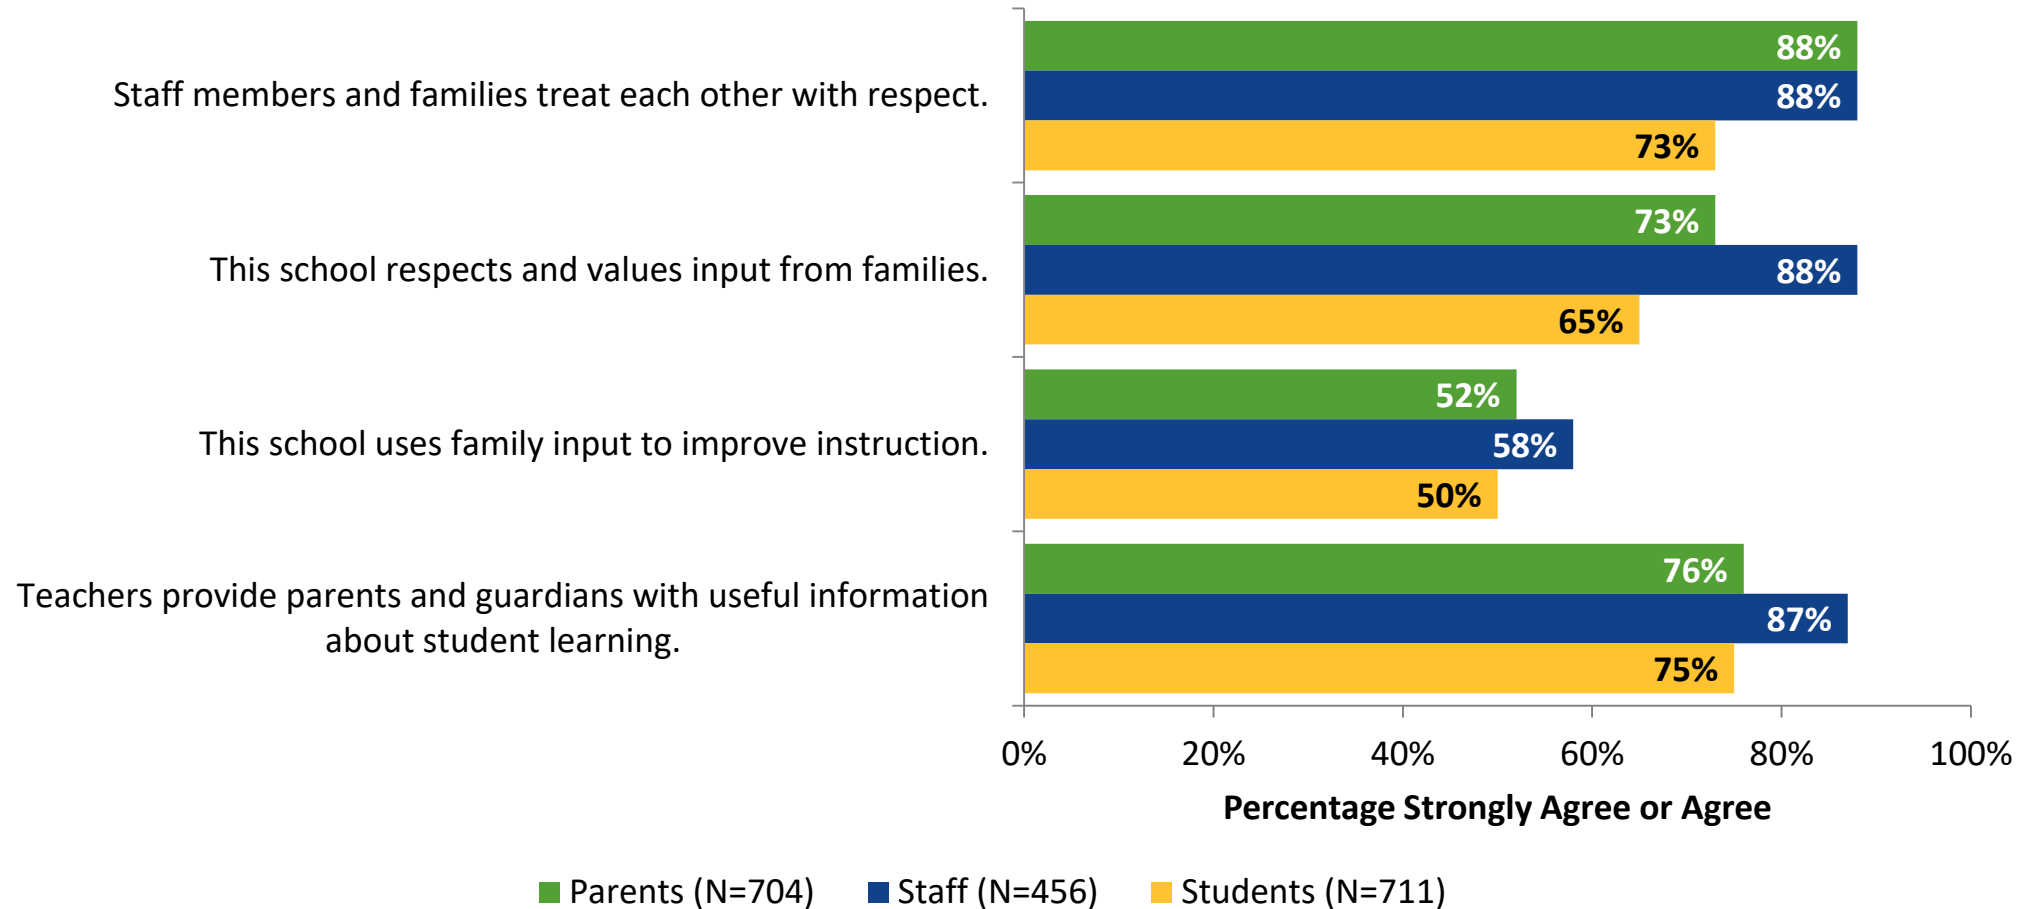 Staff members and families treat each other with respect.
88%
88%
73%
This school respects and values input from families.
73%
88%
65%
This school uses family input to improve instruction.
52%
58%
50%
Teachers provide parents and guardians with useful information
about student learning.
76%
87%
75%
0% 20% 40% 60% 80% 100%
Percentage Strongly Agree or Agree
Parents (N=704) Staff (N=456) Students (N=711)